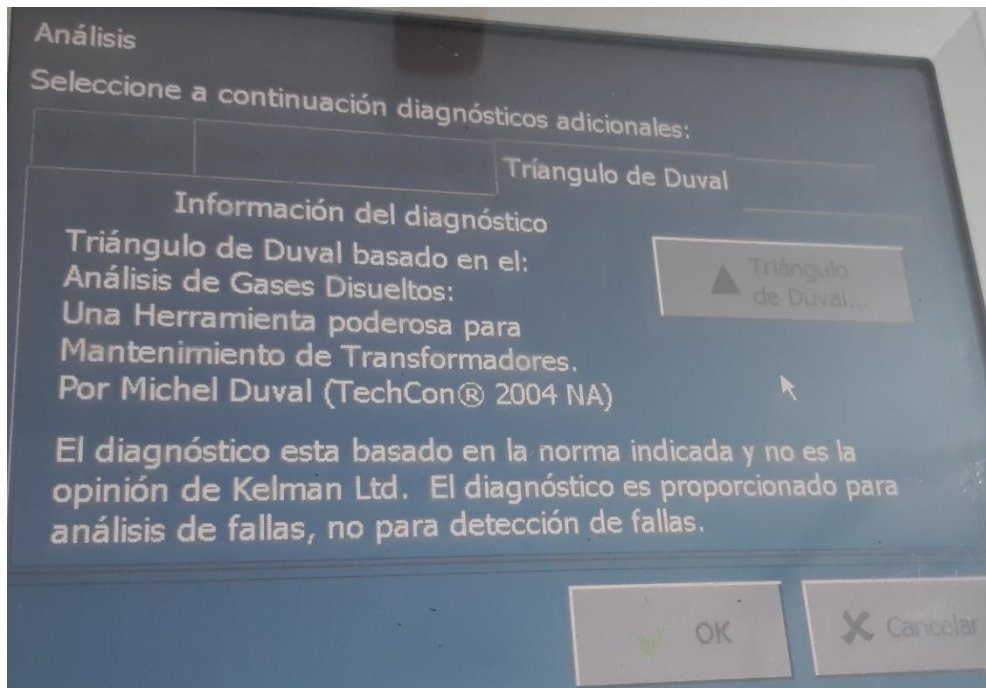 Análisis
Seleccione a continuación diagnósticos adicionales:
Tríangulo de Duval
Información del diagnóstico
Triángulo de Duval basado en el:
Análisis de Gases Disueltos:
Una Herramienta poderosa para
Mantenimiento de Transformadores.
Por Michel Duval (TechCon® 2004 NA)
Triángulo
de Duval...
El diagnóstico esta basado en la norma indicada y no es la
opinión de Kelman Ltd. El diagnóstico es proporcionado para
análisis de fallas, no para detección de fallas.
OK
Cancelar